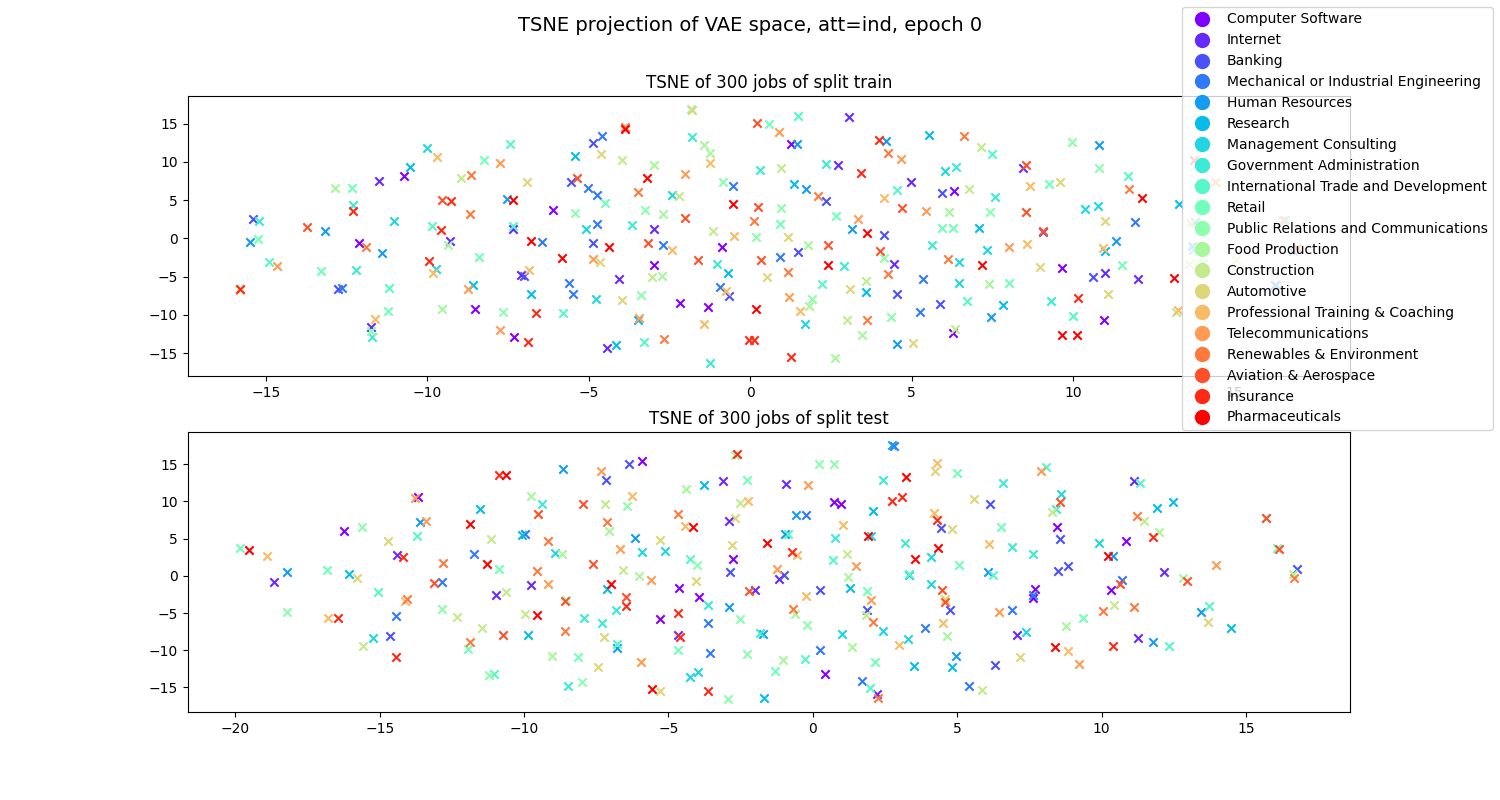 TSNE projection of VAE space, att=ind, epoch 0
TSNE of 300 jobs of split train
15
10
5
0
−5
−10
−15
−15
−10
−5
0
5
10
15
Computer Software
Internet
Banking
Mechanical or Industrial Engineering
Human Resources
Research
Management Consulting
Government Administration
International Trade and Development
Retail
Public Relations and Communications
Food Production
Construction
Automotive
Professional Training & Coaching
Telecommunications
Renewables & Environment
Aviation & Aerospace
Insurance
Pharmaceuticals
TSNE of 300 jobs of split test
15
10
5
0
−5
−10
−15
−20
−15
−10
−5
0
5
10
15